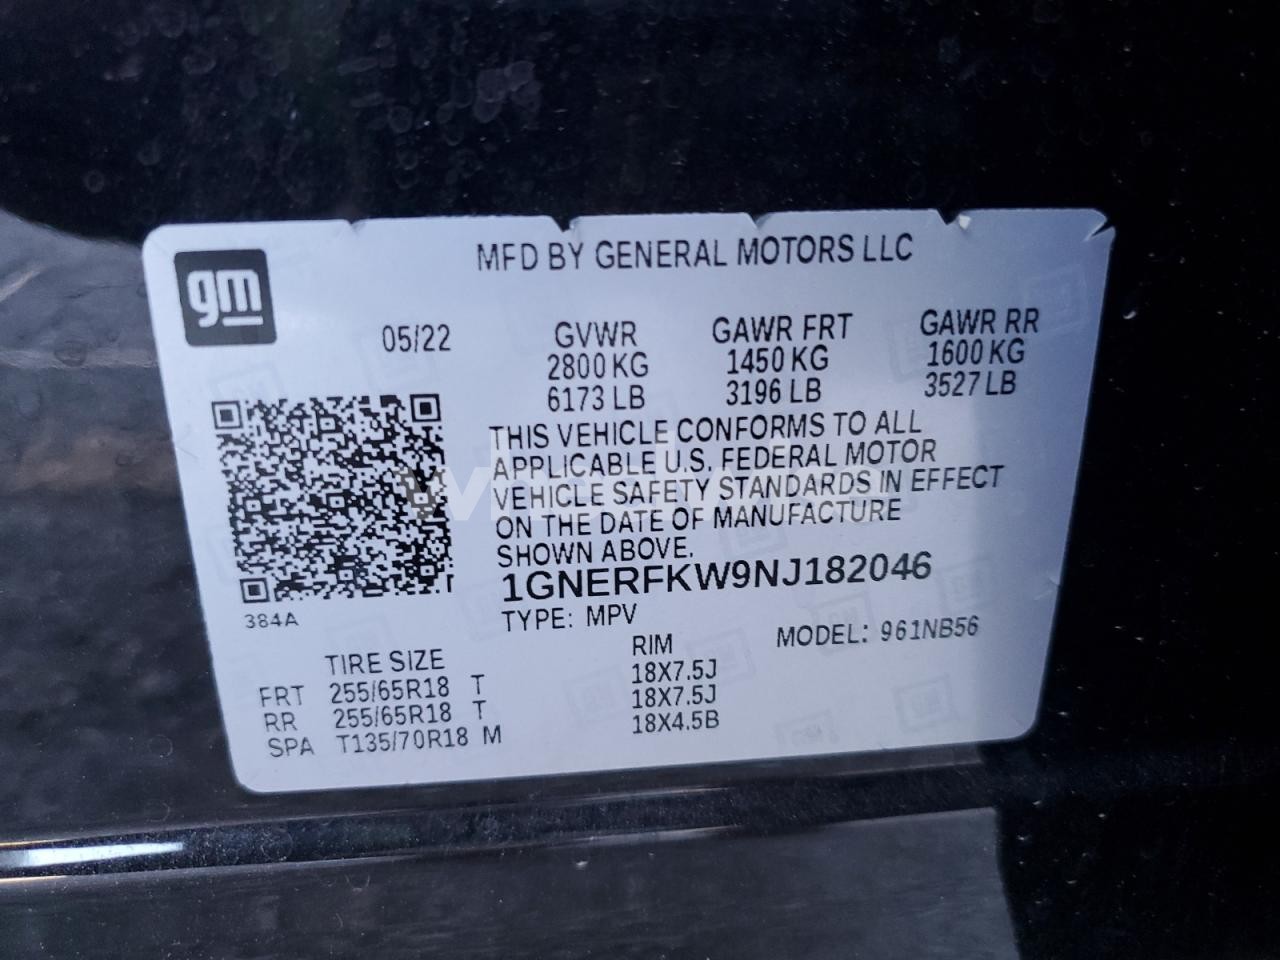 gm
MFD BY GENERAL MOTORS LLC
05/22 GVWR GAWR FRT GAWR RR
2800 KG 1450 KG 1600 KG
6173 LB 3196 LB 3527 LB
THIS VEHICLE CONFORMS TO ALL
APPLICABLE U.S. FEDERAL MOTOR
VEHICLE SAFETY STANDARDS IN EFFECT
ON THE DATE OF MANUFACTURE
SHOWN ABOVE.
1GNERFKW9NJ182046
384A
TYPE: MPV
MODEL: 961NB56
TIRE SIZE RIM
FRT 255/65R18 T 18X7.5J
RR 255/65R18 T 18X7.5J
SPA T135/70R18 M 18X4.5B